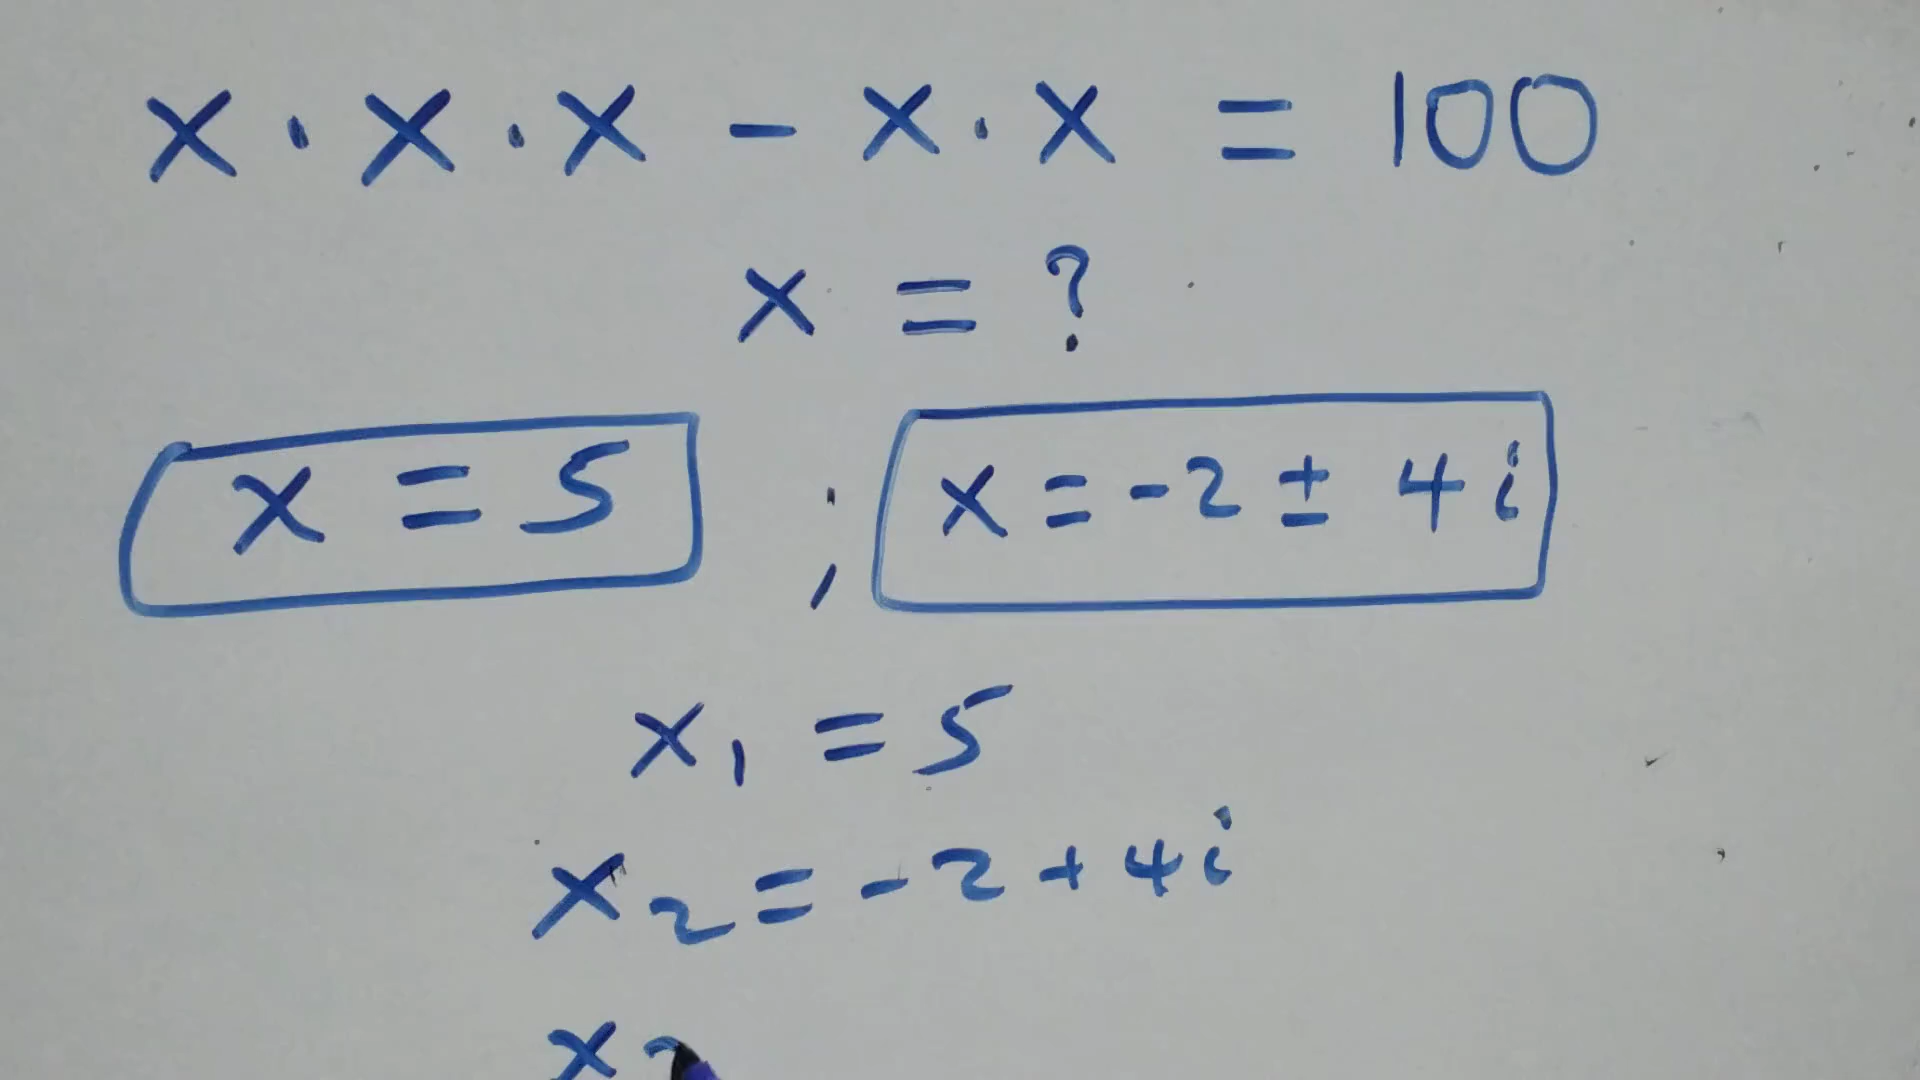 x · x · x - x · x = 100
x = ?
x = 5 ; x = -2 ± 4i
x₁ = 5
x₂ = -2 + 4i
x